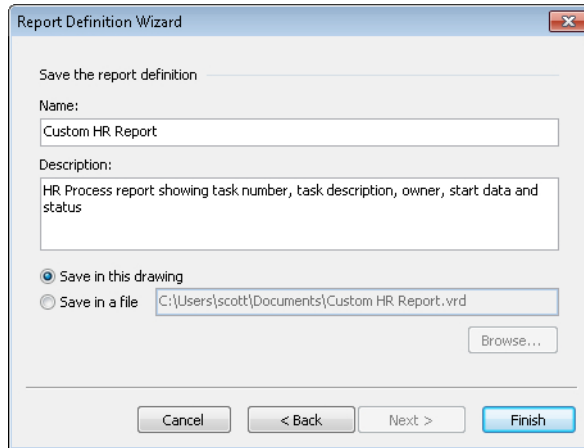 Report Definition Wizard
Save the report definition
Name:
Custom HR Report
Description:
HR Process report showing task number, task description, owner, start data and
status
Save in this drawing
Save in a file
C:\Users\scott\Documents\Custom HR Report.vrd
Browse...
Cancel
< Back
Next >
Finish